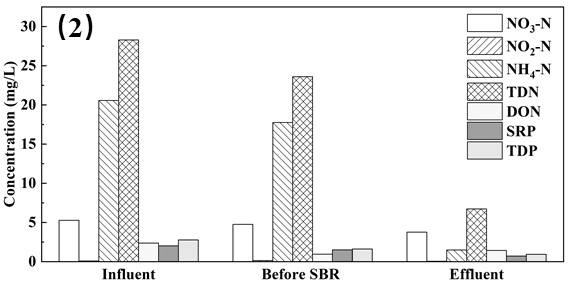 (2)
NO₃-N
NO₂-N
NH₄-N
TDN
DON
SRP
TDP
Concentration (mg/L)
30
25
20
15
10
5
0
Influent
Before SBR
Effluent